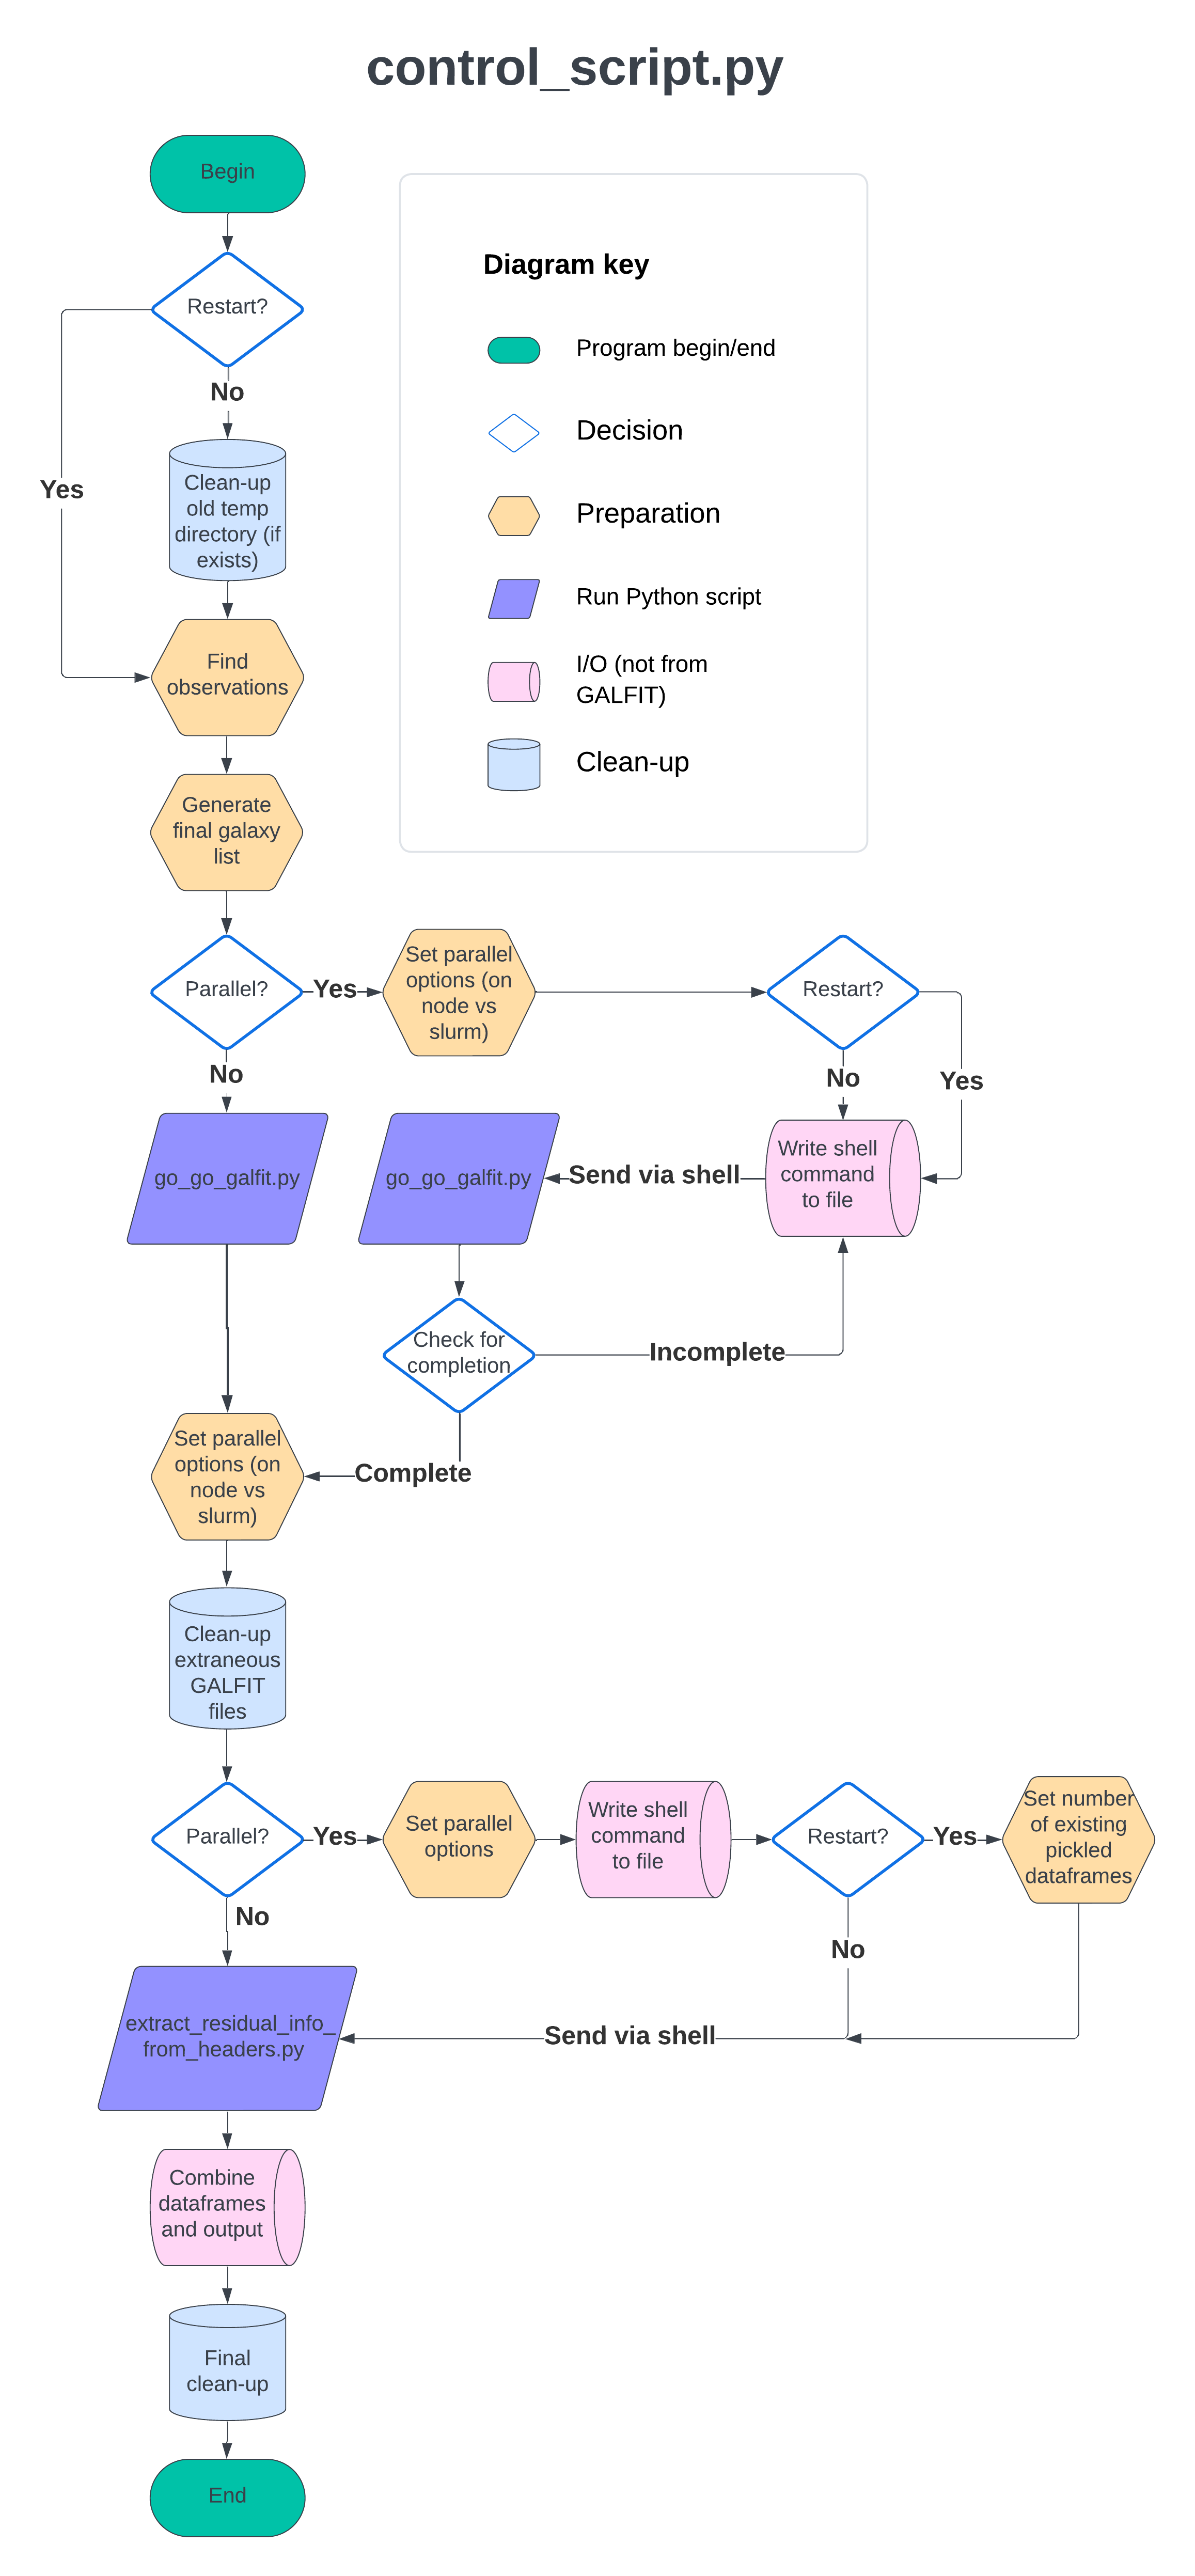 control_script.py
Begin
Restart?
No
Yes
Clean-up
old temp
directory (if
exists)
Find
observations
Generate
final galaxy
list
Diagram key
Program begin/end
Decision
Preparation
Run Python script
I/O (not from
GALFIT)
Clean-up
Parallel?
Yes
Set parallel
options (on
node vs
slurm)
Restart?
No
No
Yes
go_go_galfit.py
go_go_galfit.py
Send via shell
Write shell
command
to file
Check for
completion
Incomplete
Complete
Set parallel
options (on
node vs
slurm)
Clean-up
extraneous
GALFIT
files
Parallel?
Yes
Set parallel
options
Write shell
command
to file
Restart?
Yes
Set number
of existing
pickled
dataframes
No
No
extract_residual_info_
from_headers.py
Send via shell
Combine
dataframes
and output
Final
clean-up
End